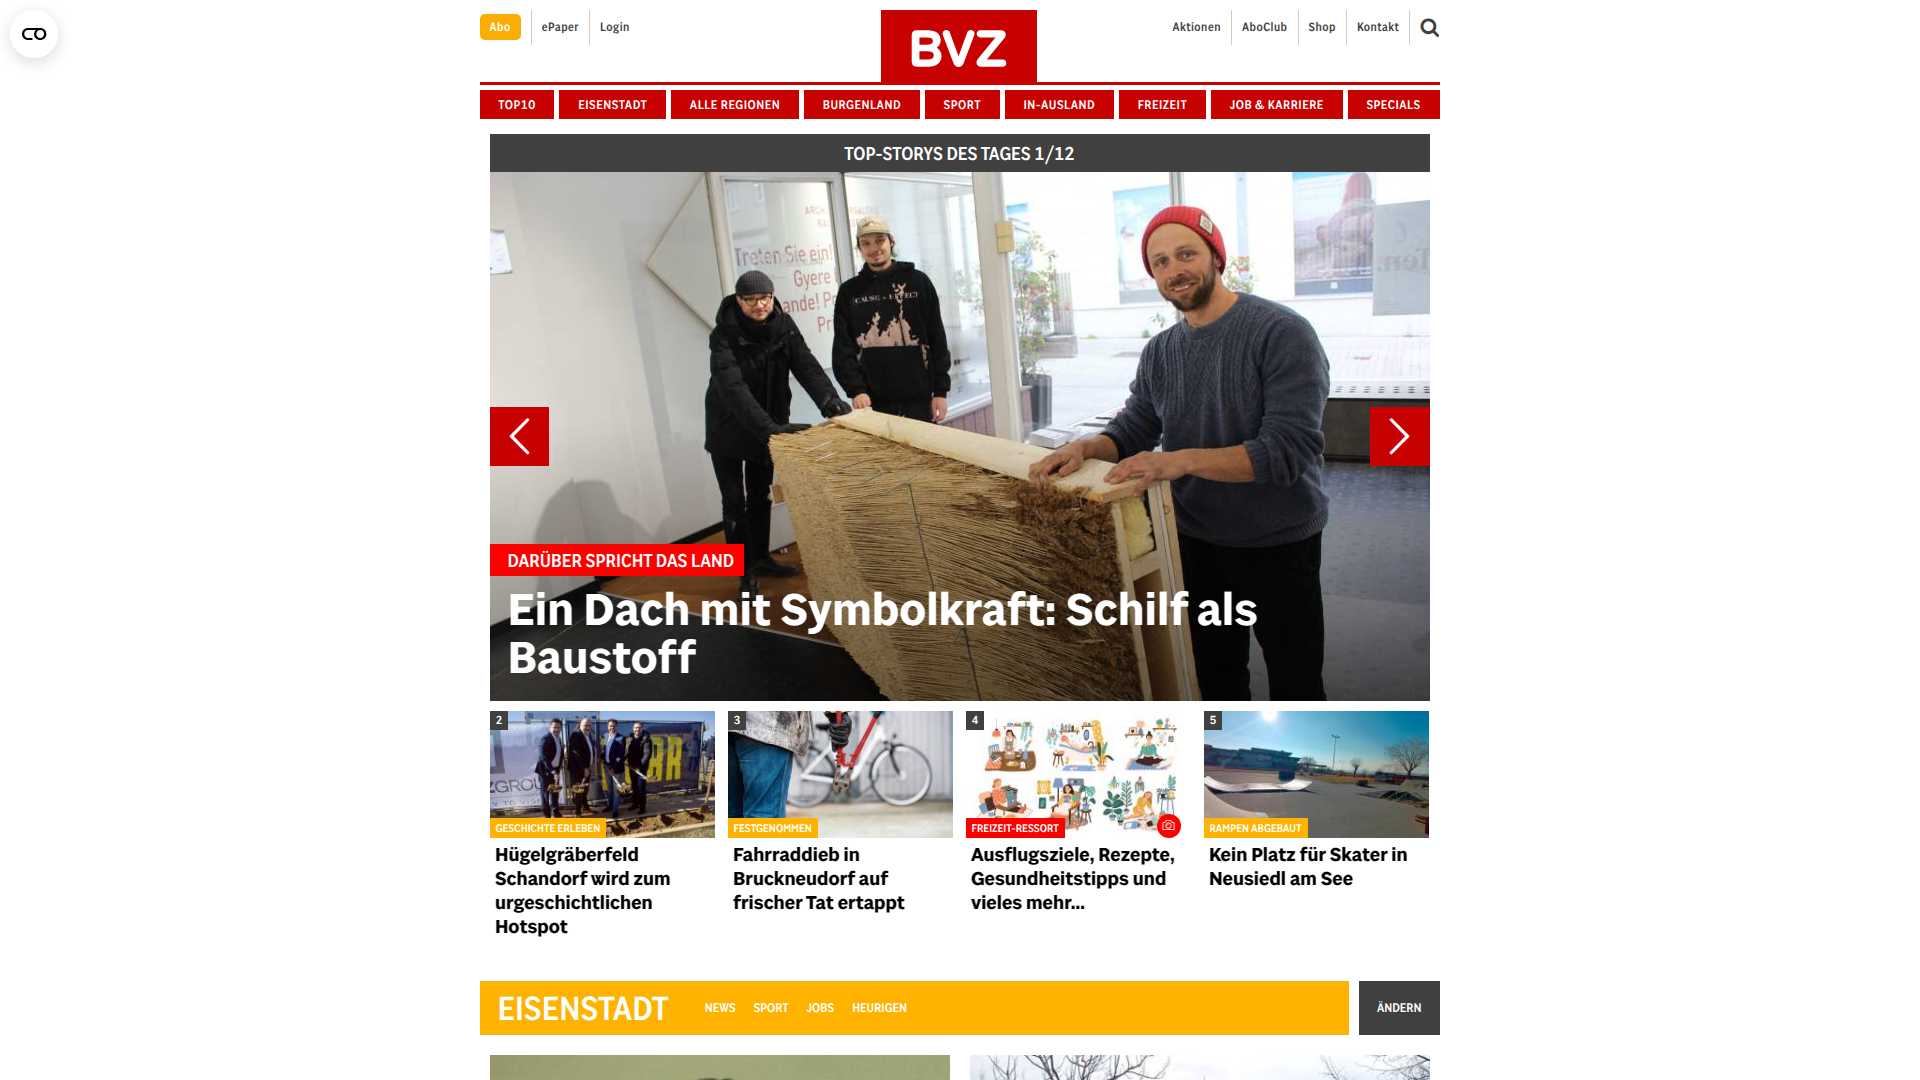 Abo
ePaper
Login
BVZ
Aktionen
AboClub
Shop
Kontakt
TOP10
EISENSTADT
ALLE REGIONEN
BURGENLAND
SPORT
IN-AUSLAND
FREIZEIT
JOB & KARRIERE
SPECIALS
TOP-STORYS DES TAGES 1/12
Treten Sie ein!
Gyere
CAUSE + EFFECT
DARÜBER SPRICHT DAS LAND
Ein Dach mit Symbolkraft: Schilf als
Baustoff
2
GESCHICHTE ERLEBEN
Hügelgräberfeld
Schandorf wird zum
urgeschichtlichen
Hotspot
3
FESTGENOMMEN
Fahrraddieb in
Bruckneudorf auf
frischer Tat ertappt
4
FREIZEIT-RESSORT
Ausflugsziele, Rezepte,
Gesundheitstipps und
vieles mehr...
5
RAMPEN ABGEBAUT
Kein Platz für Skater in
Neusiedl am See
EISENSTADT
NEWS
SPORT
JOBS
HEURIGEN
ÄNDERN